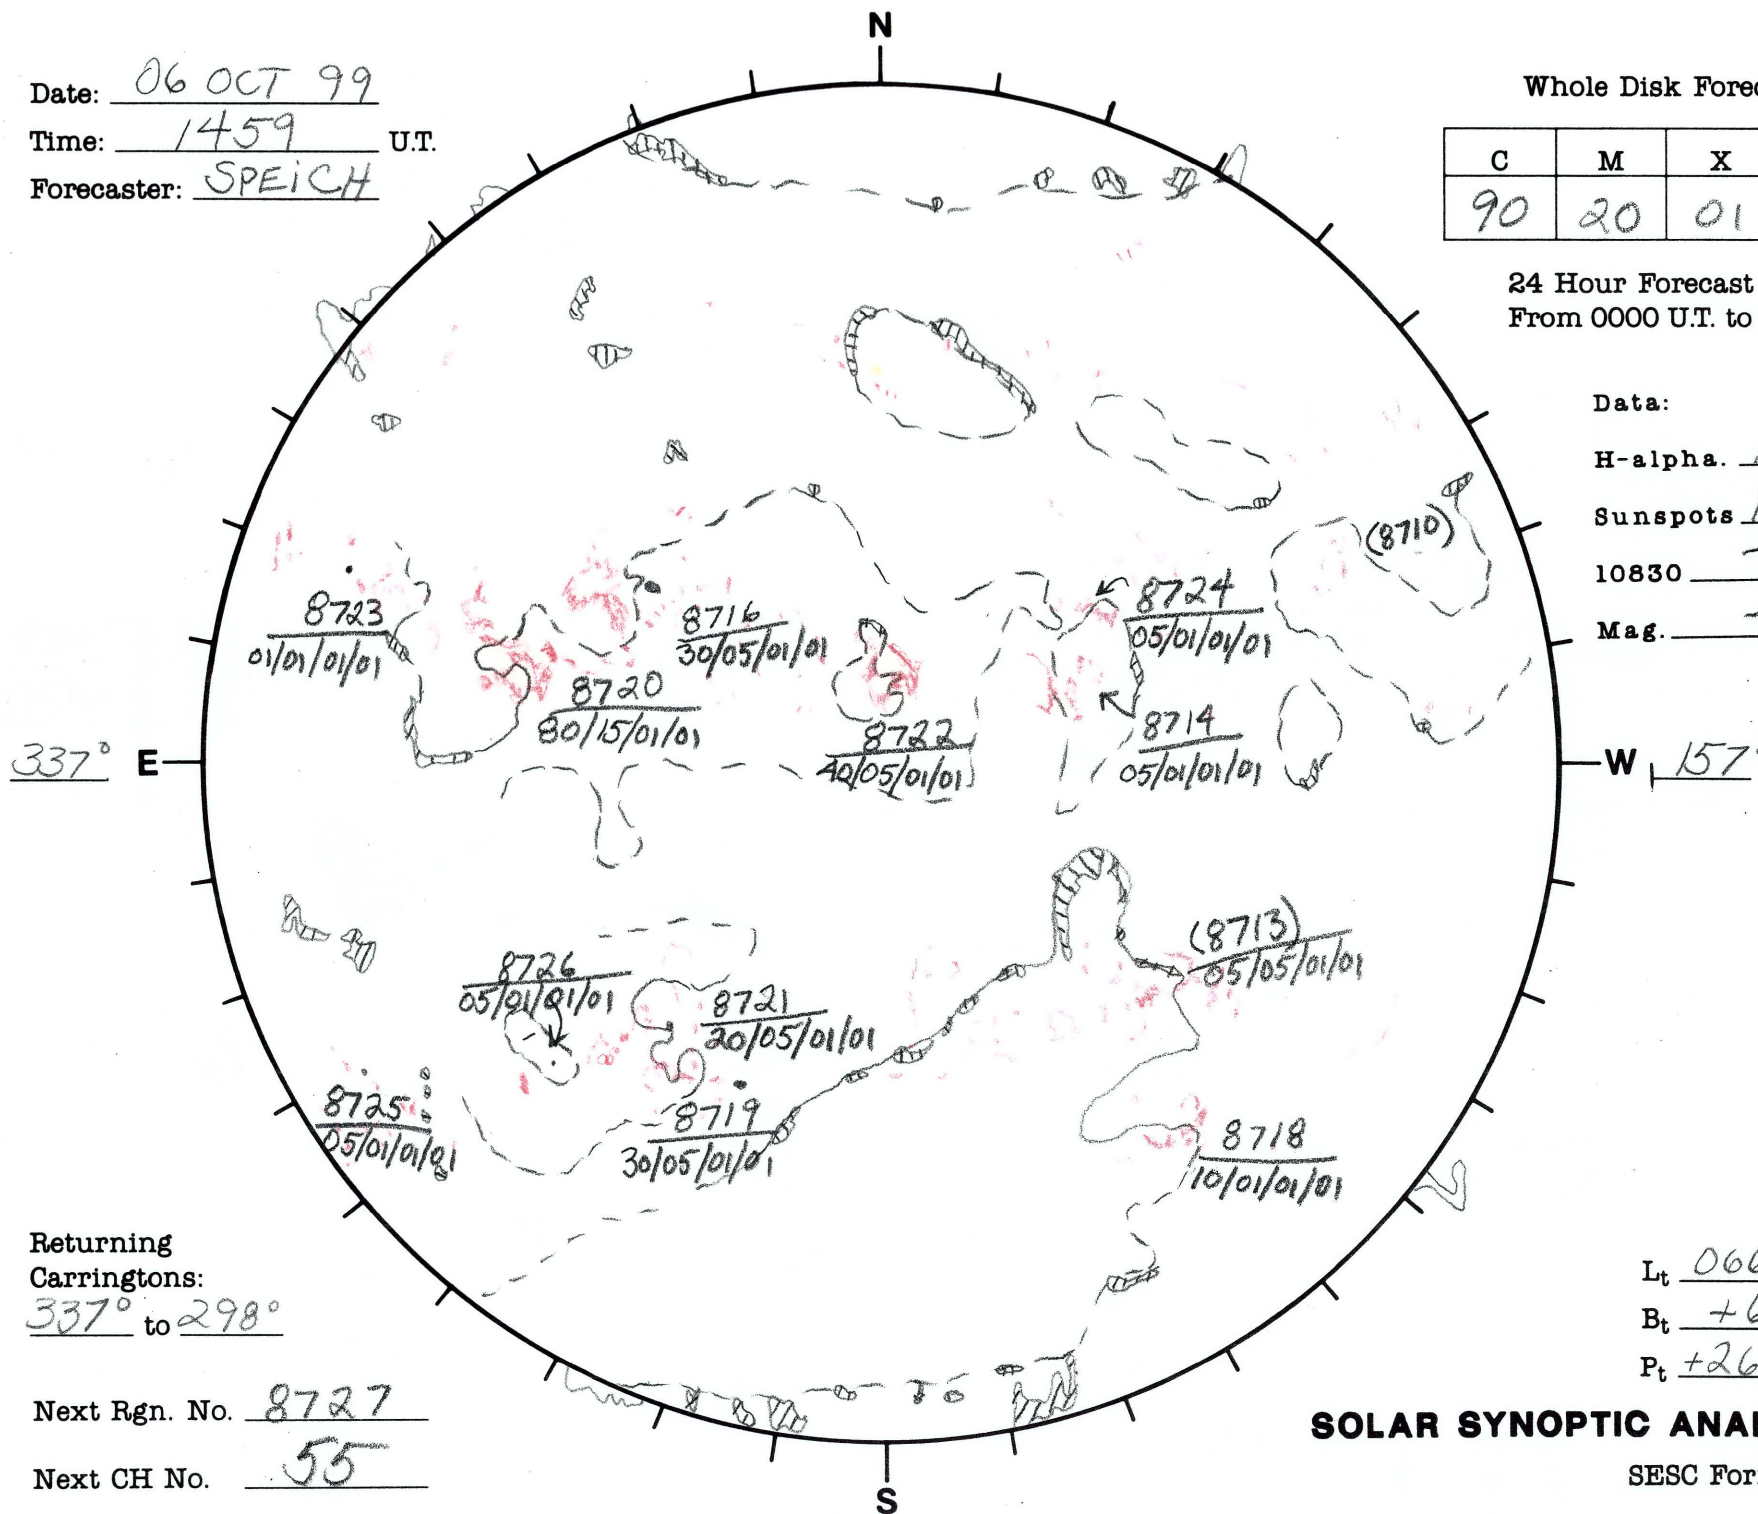 N
Date: 06 OCT 99
Time: 1459 U.T.
Forecaster: SPEICH
Whole Disk Forec
C M X
90 20 01
24 Hour Forecast
From 0000 U.T. to
Data:
H-alpha.
Sunspots
10830
Mag.
(8710)
8723
01/01/01/01
8716
30/05/01/01
8724
05/01/01/01
8720
80/15/01/01
8722
40/05/01/01
8714
05/01/01/01
337° E
W 157°
(8713)
05/05/01/01
8726
05/01/01/01
8721
20/05/01/01
8725
05/01/01/01
8719
30/05/01/01
8718
10/01/01/01
Returning
Carringtons:
337° to 298°
Lt 066
Bt +6
Pt +26
Next Rgn. No. 8727
Next CH No. 55
SOLAR SYNOPTIC ANAL
SESC For
S